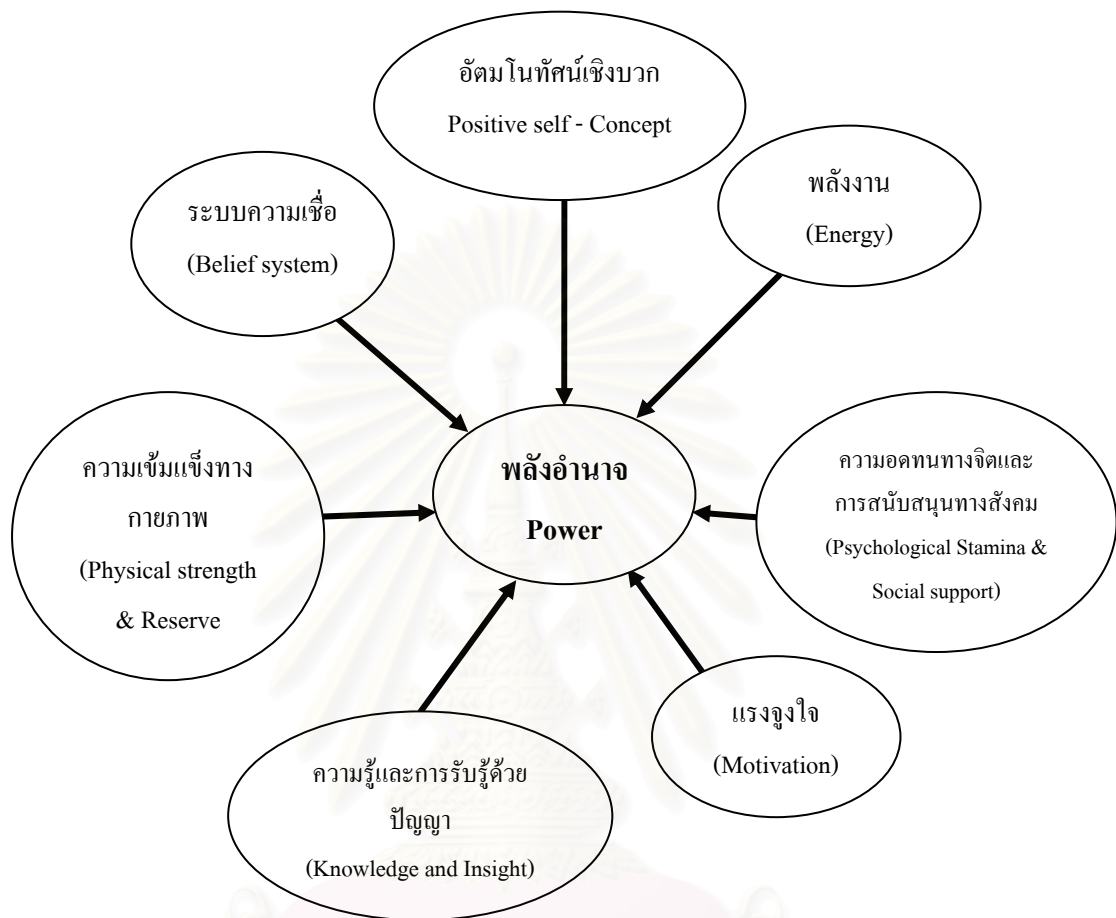 อัตมโนทัศน์เชิงบวก
Positive self - Concept
พลังงาน
(Energy)
ระบบความเชื่อ
(Belief system)
ความเข้มแข็งทาง
กายภาพ
(Physical strength
& Reserve
พลังอำนาจ
Power
ความอดทนทางจิตและ
การสนับสนุนทางสังคม
(Psychological Stamina &
Social support)
แรงจูงใจ
(Motivation)
ความรู้และการรับรู้ด้วย
ปัญญา
(Knowledge and Insight)